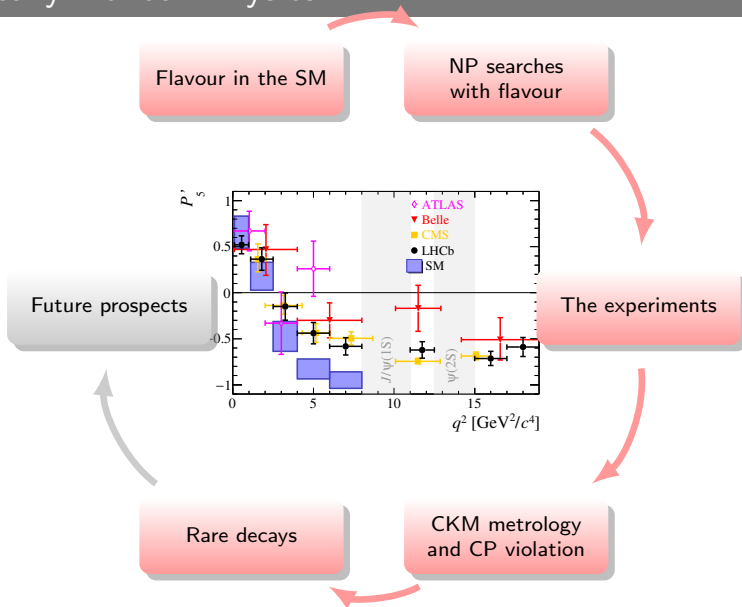 Flavour in the SM
NP searches
with flavour
P'5
1
0.5
0
−0.5
−1
ATLAS
Belle
CMS
LHCb
SM
J/ψ(1S)
ψ(2S)
0
5
10
15
q² [GeV²/c⁴]
Future prospects
The experiments
Rare decays
CKM metrology
and CP violation